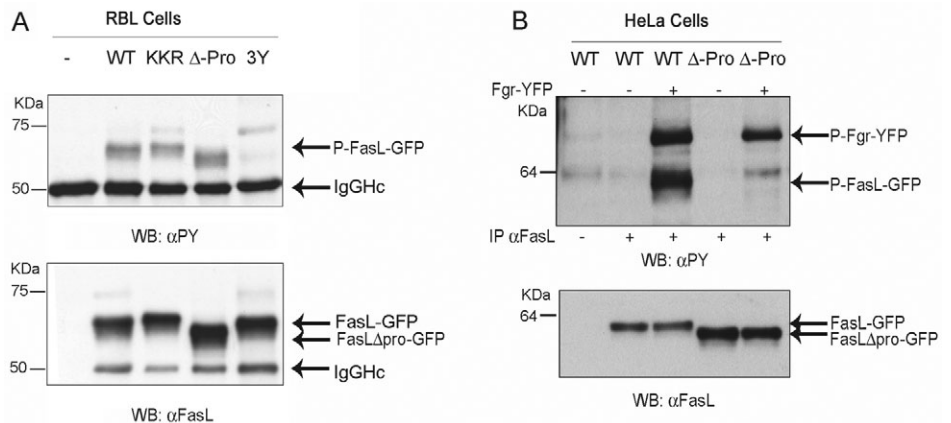 A
RBL Cells
- WT KKR Δ-Pro 3Y
KDa
75
P-FasL-GFP
50
IgGHc
WB: αPY
KDa
75
FasL-GFP
FasLΔpro-GFP
50
IgGHc
WB: αFasL
B
HeLa Cells
WT WT WT Δ-Pro Δ-Pro
Fgr-YFP - - + - +
KDa
P-Fgr-YFP
64
P-FasL-GFP
IP αFasL - + + + +
WB: αPY
KDa
64
FasL-GFP
FasLΔpro-GFP
WB: αFasL